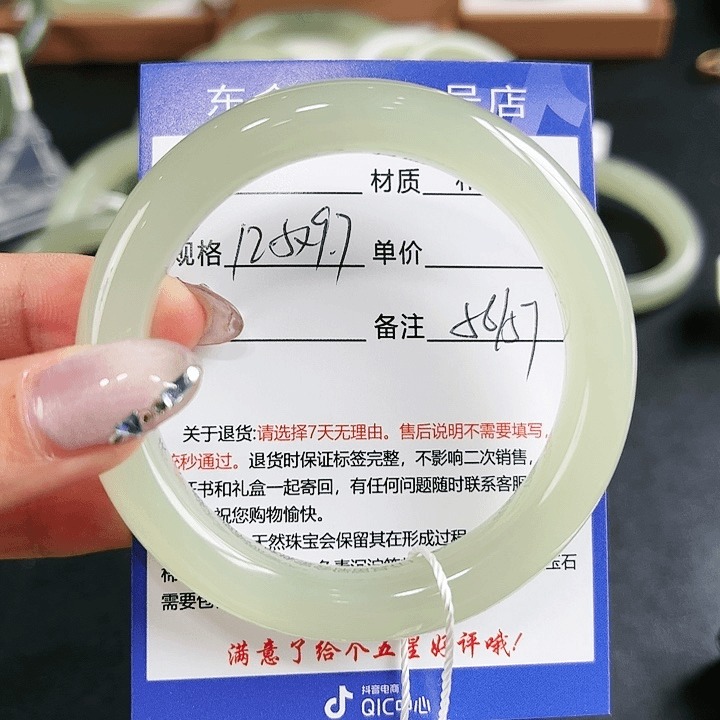 东 号店
材质
规格 12.5x9.7 单价
备注 56/57
关于退货:请选择7天无理由。售后说明不需要填写,
秒通过。退货时保证标签完整，不影响二次销售，
书和礼盒一起寄回，有任何问题随时联系客服
祝您购物愉快。
天然珠宝会保留其在形成过程
玉石
需要包
满意了给个五星好评哦!
抖音电商
QIC中心